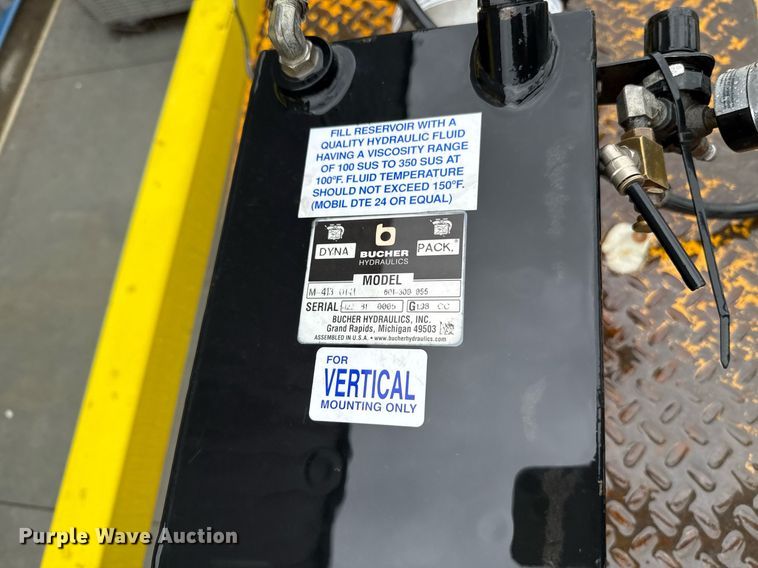 FILL RESERVOIR WITH A
QUALITY HYDRAULIC FLUID
HAVING A VISCOSITY RANGE
OF 100 SUS TO 350 SUS AT
100°F. FLUID TEMPERATURE
SHOULD NOT EXCEED 150°F.
(MOBIL DTE 24 OR EQUAL)
DYNA PACK.
BUCHER
HYDRAULICS
MODEL
M-413
SERIAL
BUCHER HYDRAULICS, INC.
Grand Rapids, Michigan 49503
ASSEMBLED IN U.S.A. • www.bucherhydraulics.com
FOR
VERTICAL
MOUNTING ONLY
Purple Wave Auction